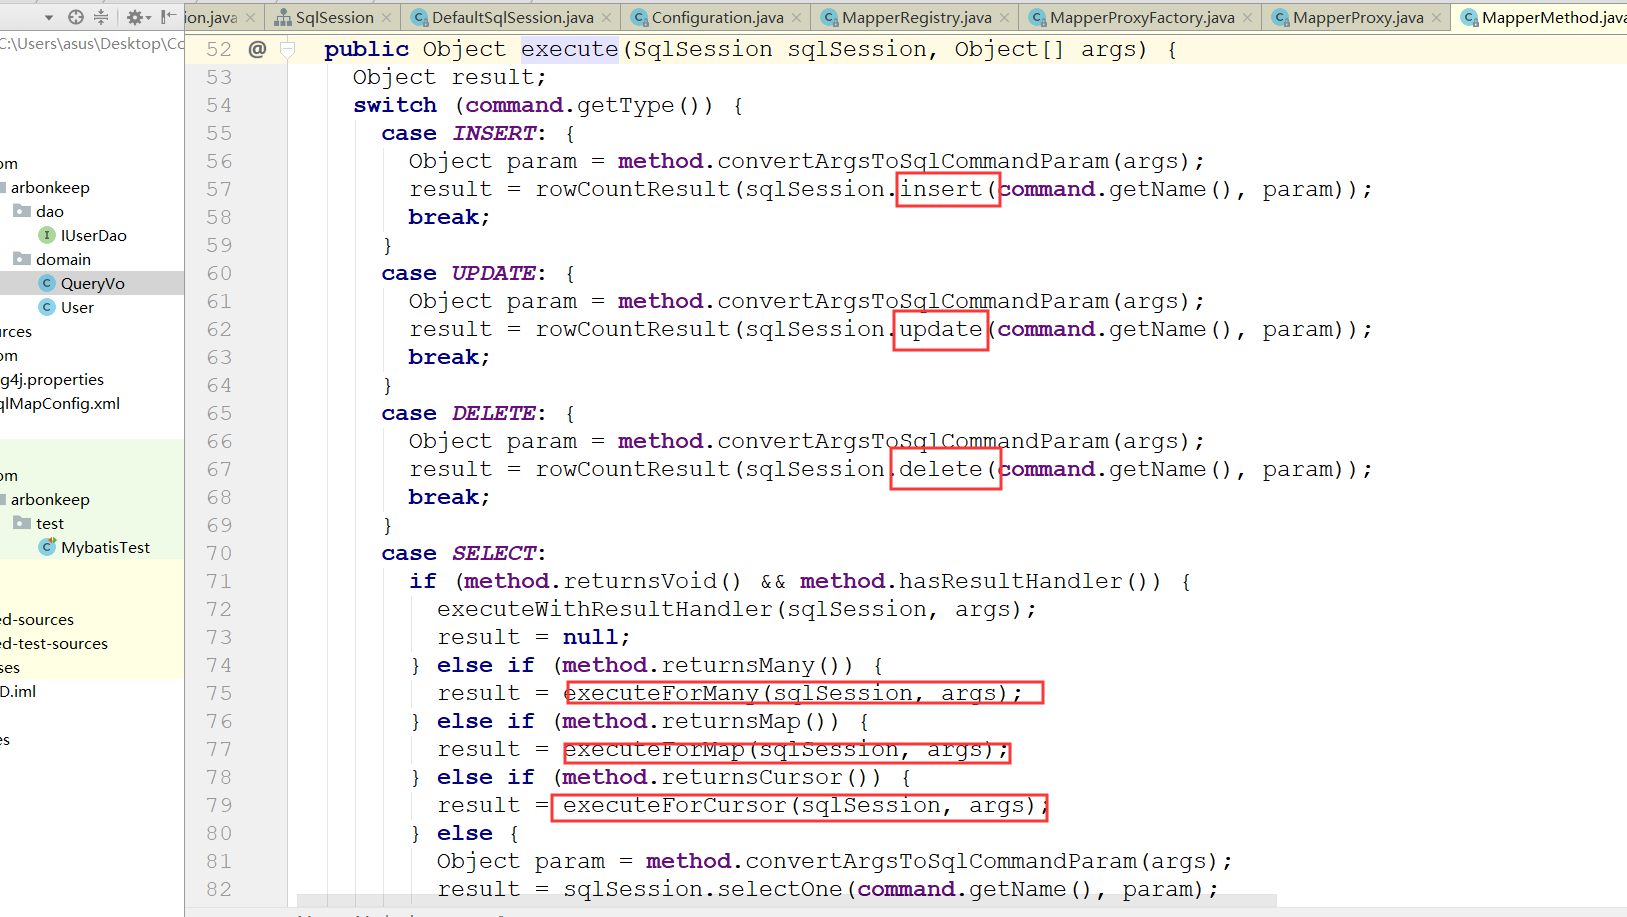 ion.java
SqlSession
DefaultSqlSession.java
Configuration.java
MapperRegistry.java
MapperProxyFactory.java
MapperProxy.java
MapperMethod.java
C:\Users\asus\Desktop\Co
om
arbonkeep
dao
IUserDao
domain
QueryVo
User
urces
om
g4j.properties
qlMapConfig.xml
om
arbonkeep
test
MybatisTest
ed-sources
ed-test-sources
ses
D.iml
es
52 @ public Object execute(SqlSession sqlSession, Object[] args) {
53 Object result;
54 switch (command.getType()) {
55 case INSERT: {
56 Object param = method.convertArgsToSqlCommandParam(args);
57 result = rowCountResult(sqlSession.insert(command.getName(), param));
58 break;
59 }
60 case UPDATE: {
61 Object param = method.convertArgsToSqlCommandParam(args);
62 result = rowCountResult(sqlSession.update(command.getName(), param));
63 break;
64 }
65 case DELETE: {
66 Object param = method.convertArgsToSqlCommandParam(args);
67 result = rowCountResult(sqlSession.delete(command.getName(), param));
68 break;
69 }
70 case SELECT:
71 if (method.returnsVoid() && method.hasResultHandler()) {
72 executeWithResultHandler(sqlSession, args);
73 result = null;
74 } else if (method.returnsMany()) {
75 result = executeForMany(sqlSession, args);
76 } else if (method.returnsMap()) {
77 result = executeForMap(sqlSession, args);
78 } else if (method.returnsCursor()) {
79 result = executeForCursor(sqlSession, args);
80 } else {
81 Object param = method.convertArgsToSqlCommandParam(args);
82 result = sqlSession.selectOne(command.getName(), param);